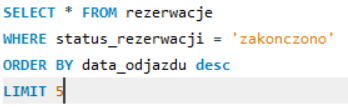 SELECT * FROM rezerwacje
WHERE status_rezerwacji = 'zakonczono'
ORDER BY data_odjazdu desc
LIMIT 5